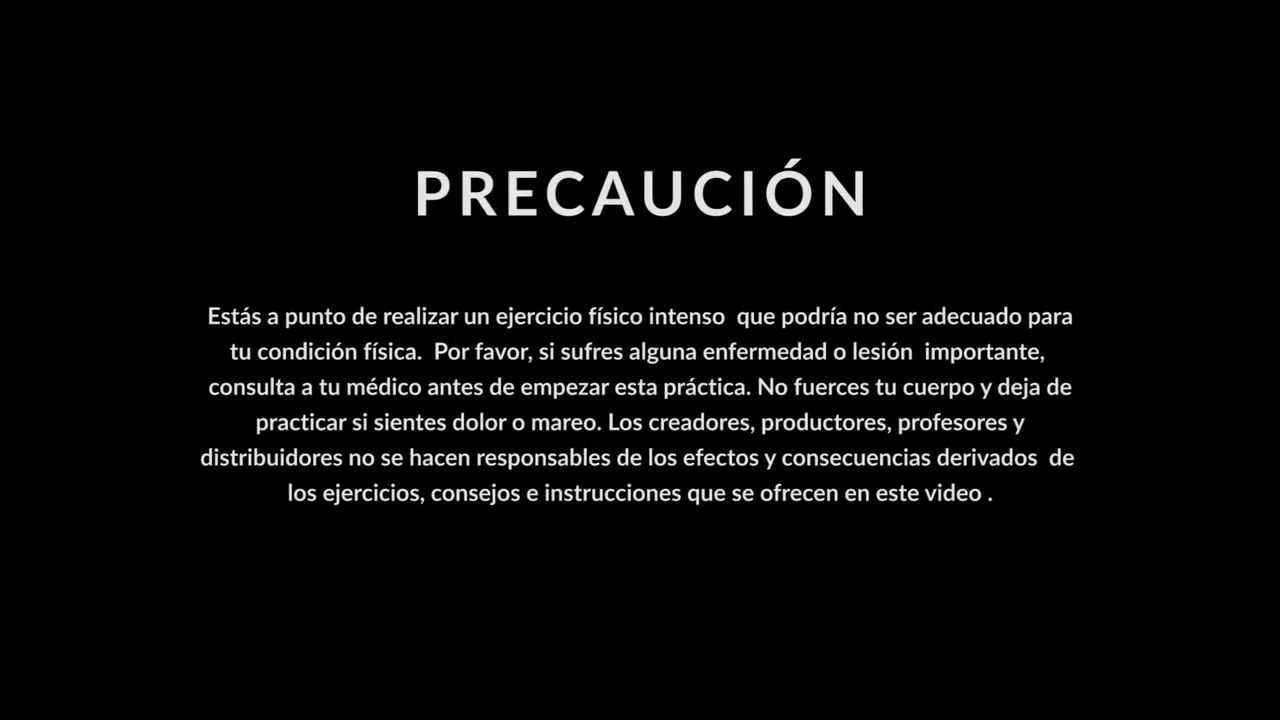 PRECAUCIÓN
Estás a punto de realizar un ejercicio físico intenso  que podría no ser adecuado para
tu condición física.  Por favor, si sufres alguna enfermedad o lesión  importante,
consulta a tu médico antes de empezar esta práctica. No fuerces tu cuerpo y deja de
practicar si sientes dolor o mareo. Los creadores, productores, profesores y
distribuidores no se hacen responsables de los efectos y consecuencias derivados  de
los ejercicios, consejos e instrucciones que se ofrecen en este video .